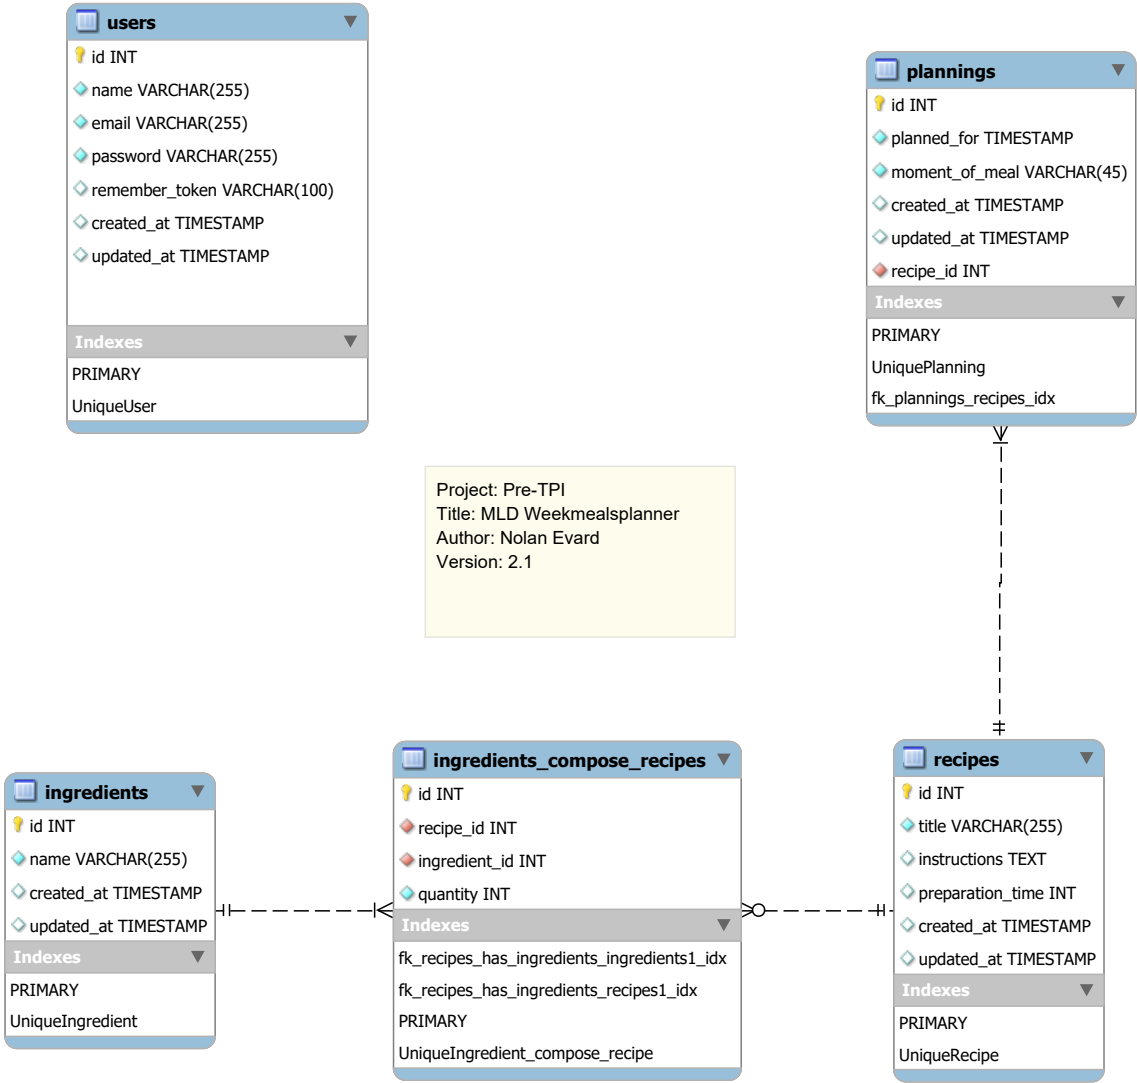 users
id INT
name VARCHAR(255)
email VARCHAR(255)
password VARCHAR(255)
remember_token VARCHAR(100)
created_at TIMESTAMP
updated_at TIMESTAMP
Indexes
PRIMARY
UniqueUser
plannings
id INT
planned_for TIMESTAMP
moment_of_meal VARCHAR(45)
created_at TIMESTAMP
updated_at TIMESTAMP
recipe_id INT
Indexes
PRIMARY
UniquePlanning
fk_plannings_recipes_idx
Project: Pre-TPI
Title: MLD Weekmealsplanner
Author: Nolan Evard
Version: 2.1
ingredients
id INT
name VARCHAR(255)
created_at TIMESTAMP
updated_at TIMESTAMP
Indexes
PRIMARY
UniqueIngredient
ingredients_compose_recipes
id INT
recipe_id INT
ingredient_id INT
quantity INT
Indexes
fk_recipes_has_ingredients_ingredients1_idx
fk_recipes_has_ingredients_recipes1_idx
PRIMARY
UniqueIngredient_compose_recipe
recipes
id INT
title VARCHAR(255)
instructions TEXT
preparation_time INT
created_at TIMESTAMP
updated_at TIMESTAMP
Indexes
PRIMARY
UniqueRecipe